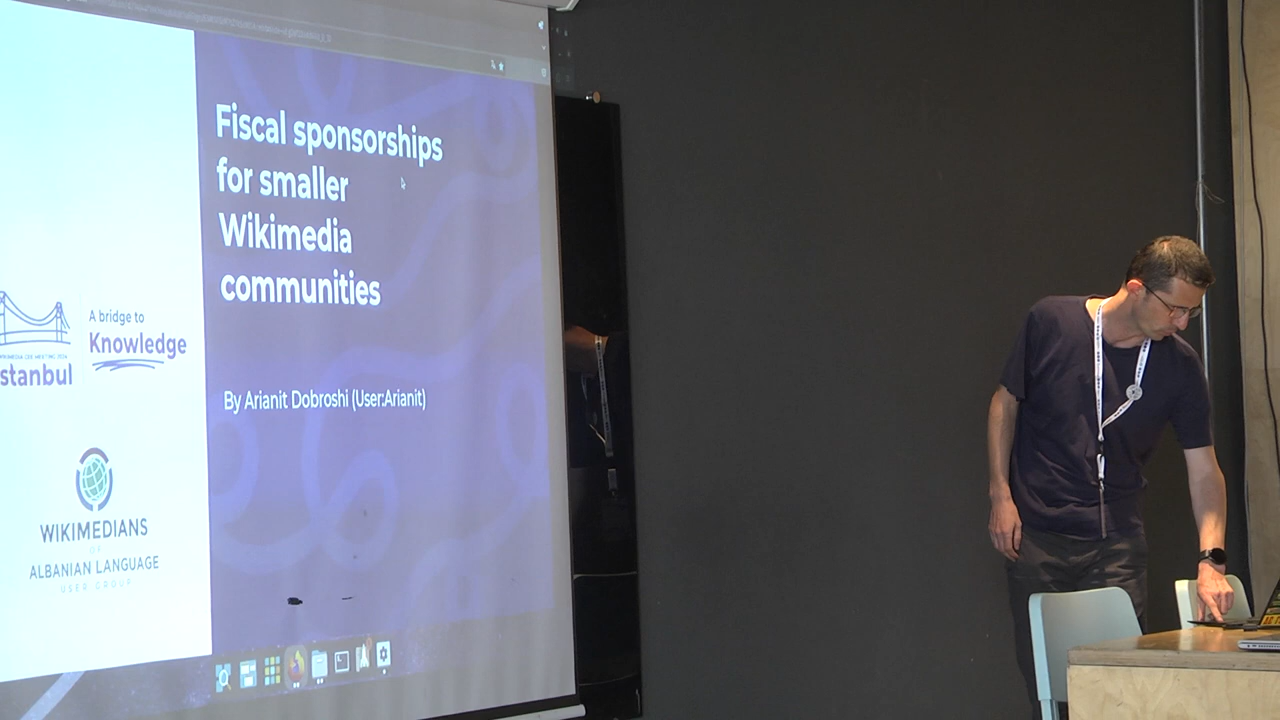 Fiscal sponsorships
for smaller
Wikimedia
communities
By Arianit Dobroshi (User:Arianit)
A bridge to
Knowledge
stanbul
WIKIMEDIANS
OF
ALBANIAN LANGUAGE
USER GROUP